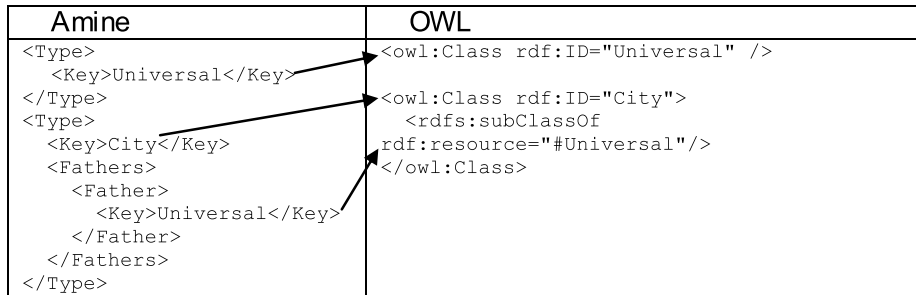 Amine
OWL
<Type>
<Key>Universal</Key>
</Type>
<Type>
<Key>City</Key>
<Fathers>
<Father>
<Key>Universal</Key>
</Father>
</Fathers>
</Type>
<owl:Class rdf:ID="Universal" />
<owl:Class rdf:ID="City">
<rdfs:subClassOf
rdf:resource="#Universal"/>
</owl:Class>